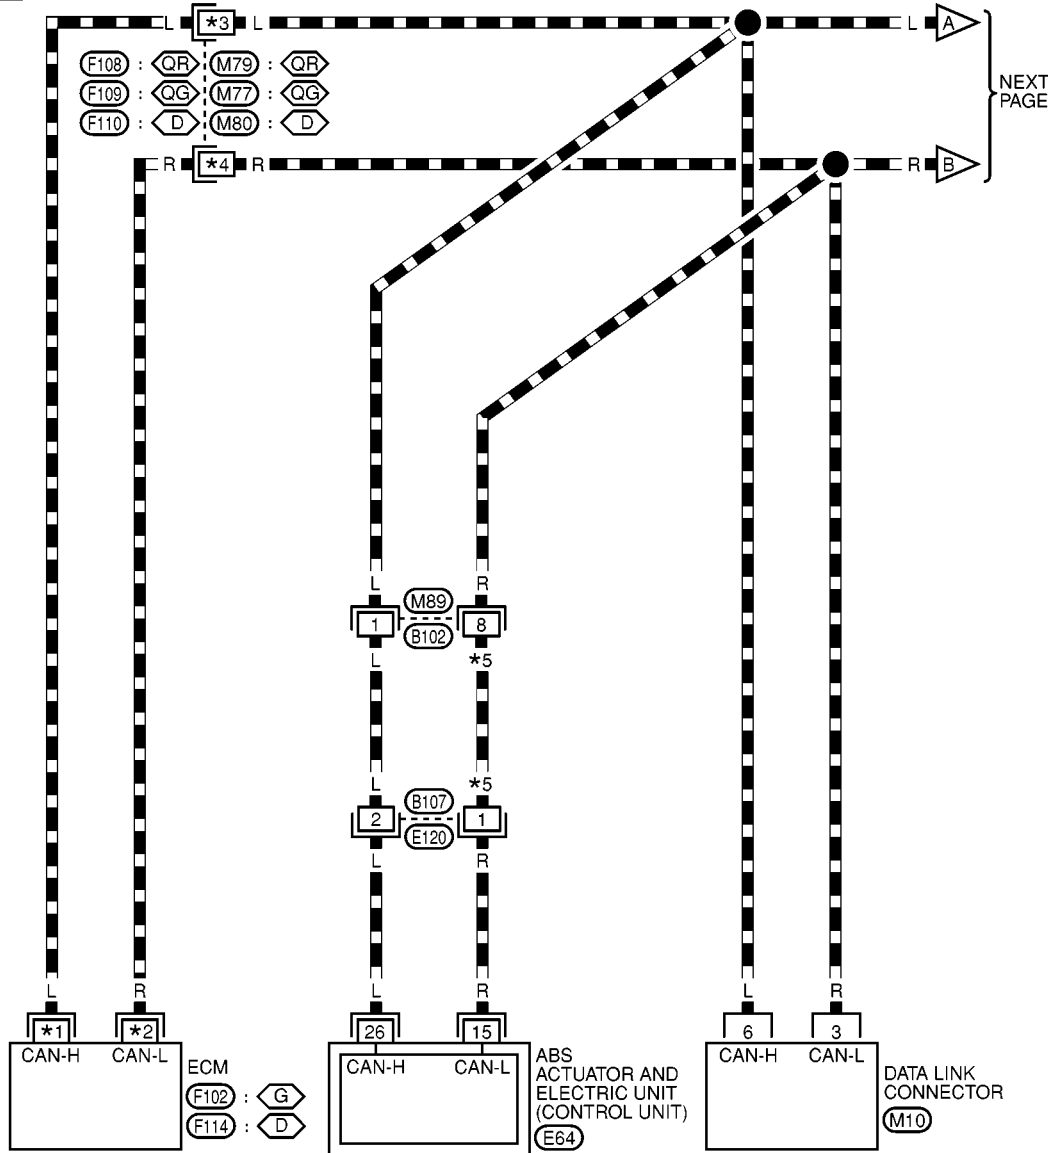 L *3 L L A
F108 : QR M79 : QR
F109 : QG M77 : QG
F110 : D M80 : D
NEXT
PAGE
R *4 R R B
L R
M89
1 8
B102
L *5
L *5
B107
2 1
E120
L R
L R L R L R
*1 *2 26 15 6 3
CAN-H CAN-L
CAN-H CAN-L
CAN-H CAN-L
ECM
F102 : G
F114 : D
ABS
ACTUATOR AND
ELECTRIC UNIT
(CONTROL UNIT)
E64
DATA LINK
CONNECTOR
M10